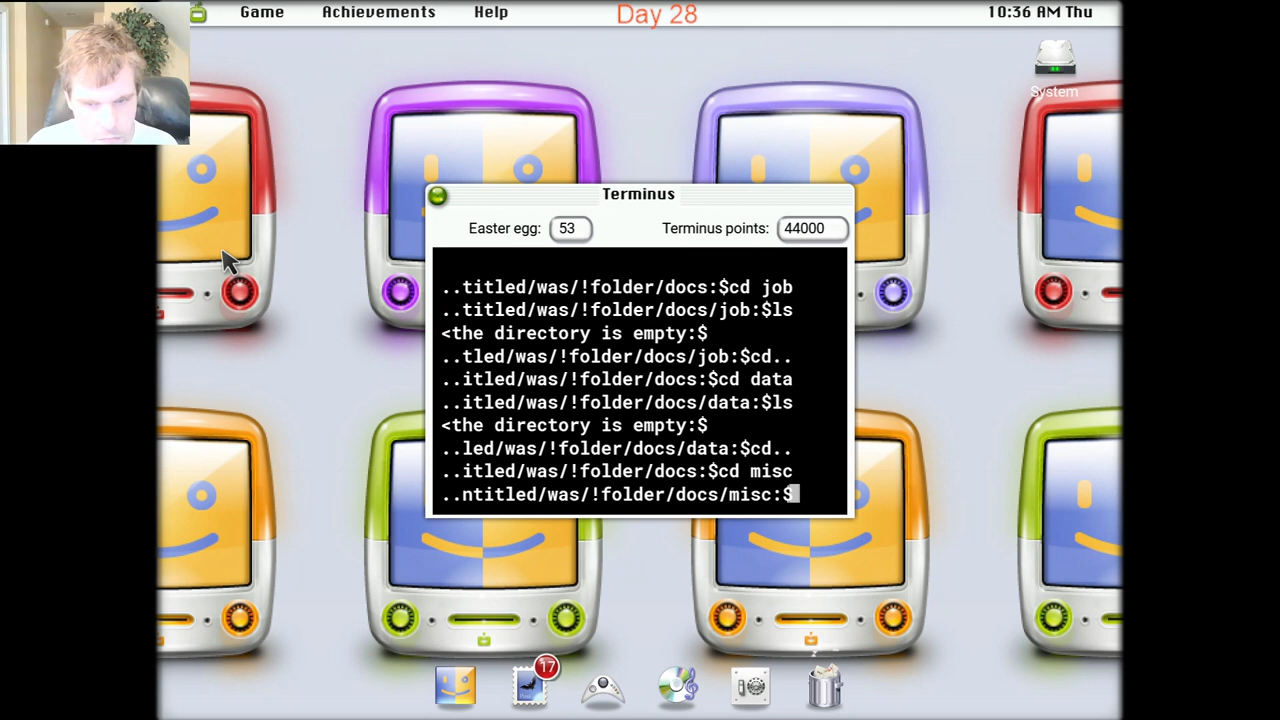 Game Achievements Help Day 28 10:36 AM Thu
System
Terminus
Easter egg: 53 Terminus points: 44000
..titled/was/!folder/docs:$cd job
..titled/was/!folder/docs/job:$ls
<the directory is empty:$
..tled/was/!folder/docs/job:$cd..
..itled/was/!folder/docs:$cd data
..itled/was/!folder/docs/data:$ls
<the directory is empty:$
..led/was/!folder/docs/data:$cd..
..itled/was/!folder/docs:$cd misc
..ntitled/was/!folder/docs/misc:$
17